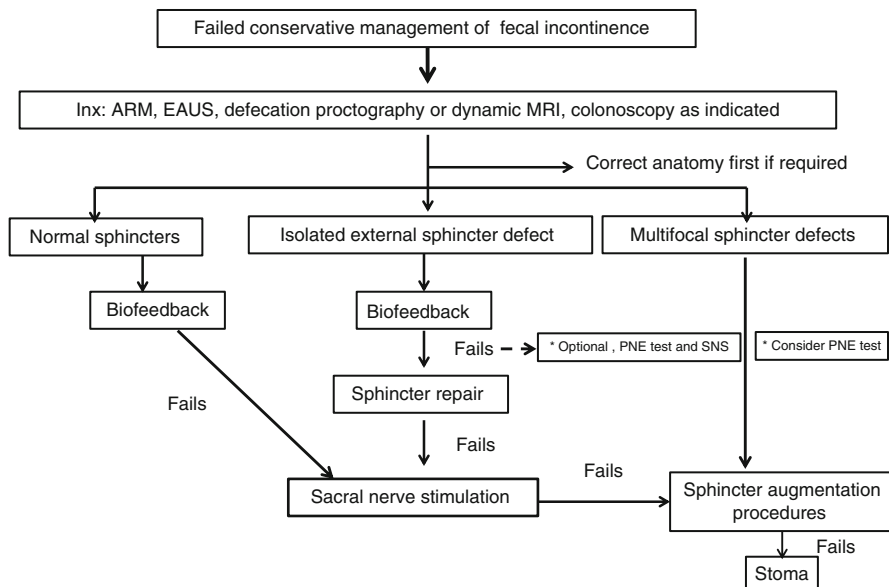 Failed conservative management of fecal incontinence
Inx: ARM, EAUS, defecation proctography or dynamic MRI, colonoscopy as indicated
Correct anatomy first if required
Normal sphincters
Isolated external sphincter defect
Multifocal sphincter defects
Biofeedback
Biofeedback
Fails
* Optional , PNE test and SNS
* Consider PNE test
Sphincter repair
Fails
Fails
Fails
Sacral nerve stimulation
Sphincter augmentation
procedures
Fails
Stoma